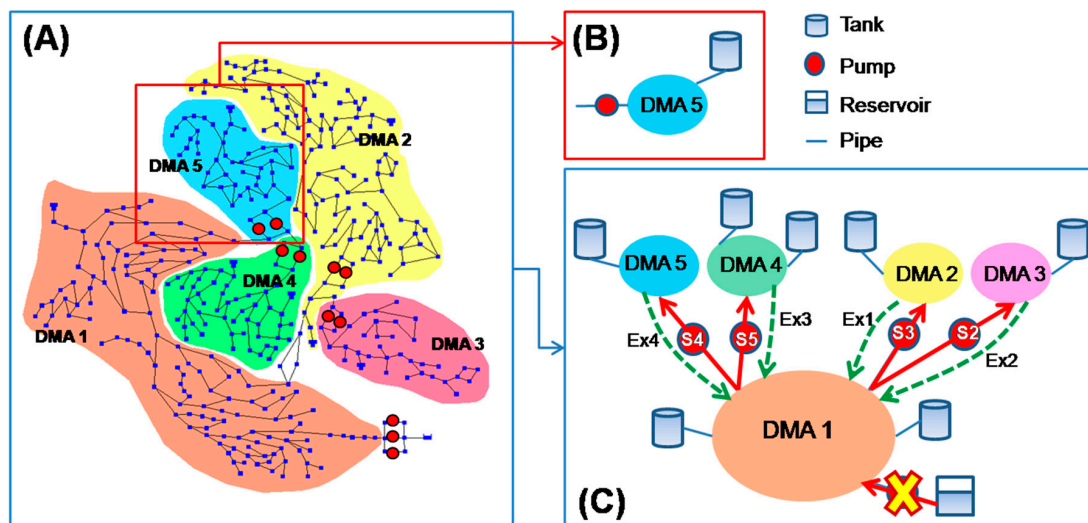 (A)
DMA 2
DMA 5
DMA 4
DMA 1
DMA 3
(B)
DMA 5
Tank
Pump
Reservoir
Pipe
DMA 5
DMA 4
DMA 2
DMA 3
Ex4
S4
S5
Ex3
Ex1
S3
S2
Ex2
DMA 1
(C)